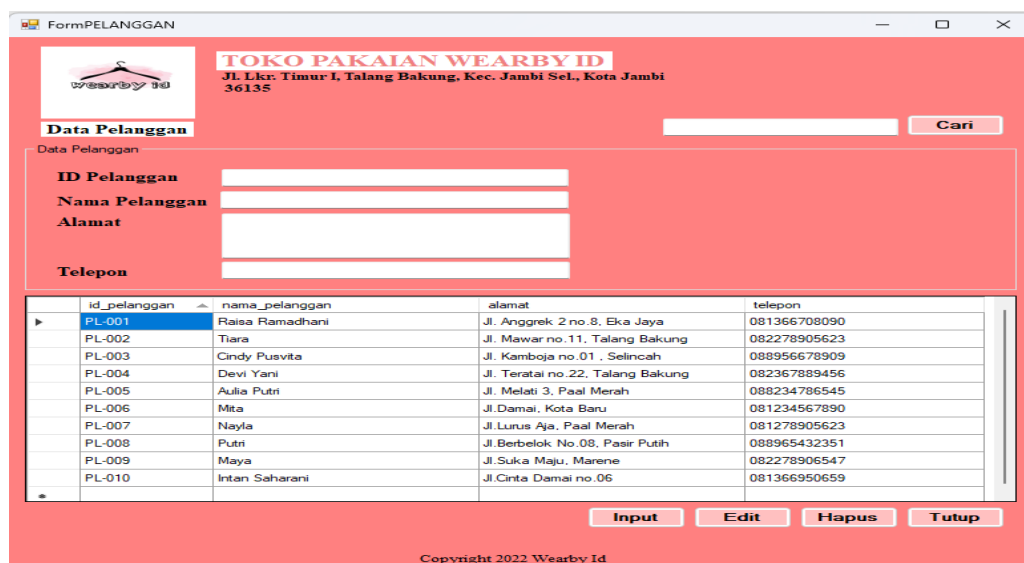 FormPELANGGAN
wearby id
TOKO PAKAIAN WEARBY ID
Jl. Lkr. Timur I, Talang Bakung, Kec. Jambi Sel., Kota Jambi
36135
Data Pelanggan
Cari
Data Pelanggan
ID Pelanggan
Nama Pelanggan
Alamat
Telepon
id_pelanggan nama_pelanggan alamat telepon
PL-001 Raisa Ramadhani Jl. Anggrek 2 no.8, Eka Jaya 081366708090
PL-002 Tiara Jl. Mawar no.11, Talang Bakung 082278905623
PL-003 Cindy Pusvita Jl. Kamboja no.01 , Selincah 088956678909
PL-004 Devi Yani Jl. Teratai no.22, Talang Bakung 082367889456
PL-005 Aulia Putri Jl. Melati 3, Paal Merah 088234786545
PL-006 Mita Jl.Damai, Kota Baru 081234567890
PL-007 Nayla Jl.Lurus Aja, Paal Merah 081278905623
PL-008 Putri Jl.Berbelok No.08, Pasir Putih 088965432351
PL-009 Maya Jl.Suka Maju, Marene 082278906547
PL-010 Intan Saharani Jl.Cinta Damai no.06 081366950659
Input Edit Hapus Tutup
Copyright 2022 Wearby Id